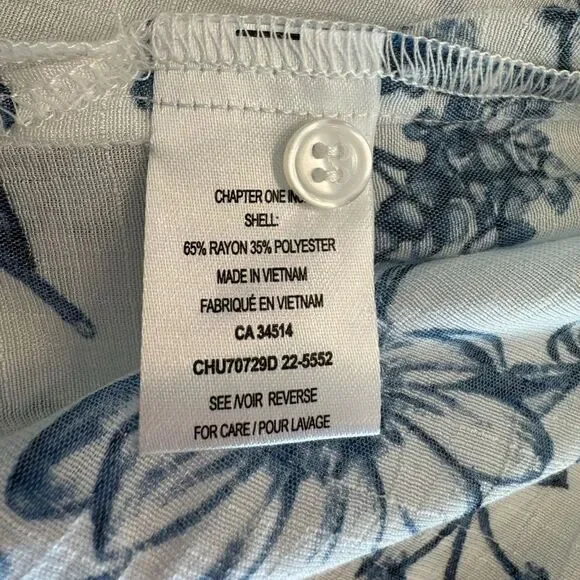 CHAPTER ONE
SHELL:
65% RAYON 35% POLYESTER
MADE IN VIETNAM
FABRIQUÉ EN VIETNAM
CA 34514
CHU70729D 22-5552
SEE /VOIR REVERSE
FOR CARE / POUR LAVAGE